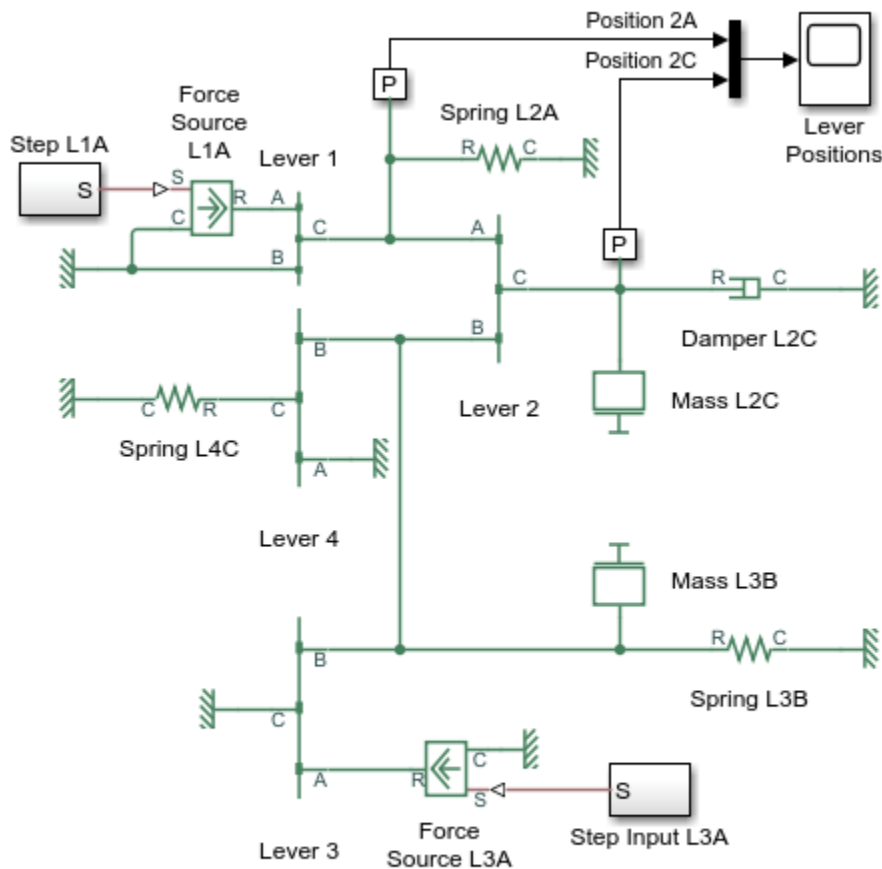 Position 2A
Position 2C
P
Force
Source
L1A
Spring L2A
Lever
Positions
Step L1A
Lever 1
R
C
S
S
C
R
A
C
A
B
P
C
R
C
B
B
Damper L2C
C
R
C
Lever 2
Mass L2C
Spring L4C
A
Lever 4
Mass L3B
B
R
C
C
Spring L3B
A
R
C
S
S
Lever 3
Force
Source L3A
Step Input L3A